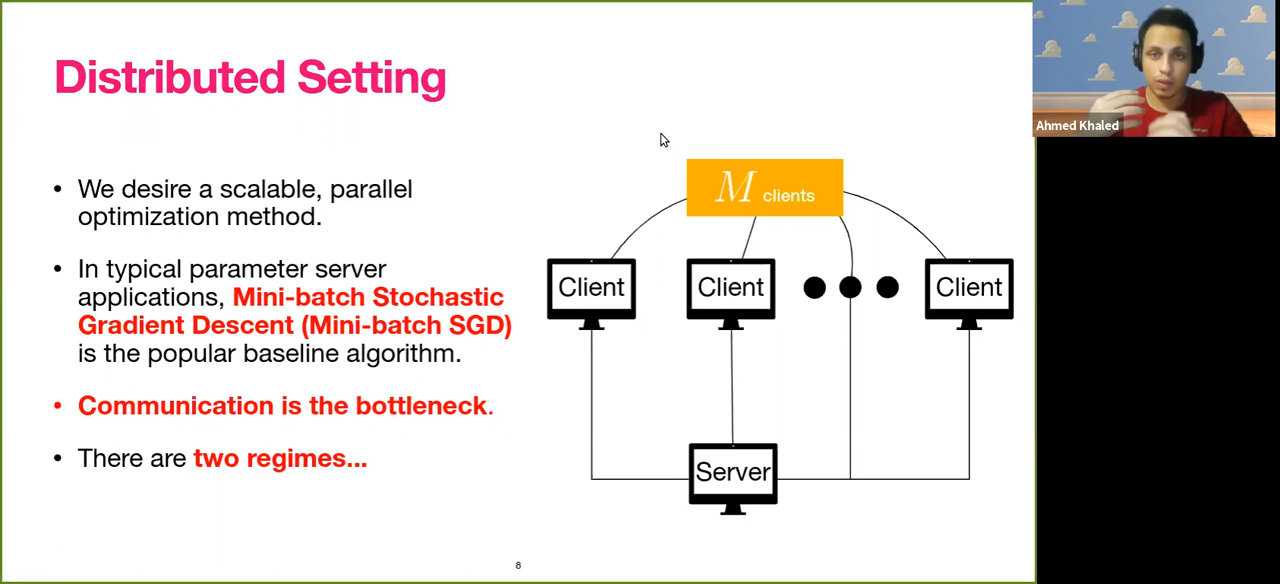 Distributed Setting
Ahmed Khaled
• We desire a scalable, parallel
optimization method.
• In typical parameter server
applications, Mini-batch Stochastic
Gradient Descent (Mini-batch SGD)
is the popular baseline algorithm.
• Communication is the bottleneck.
• There are two regimes...
M clients
Client
Client
Client
Server
8